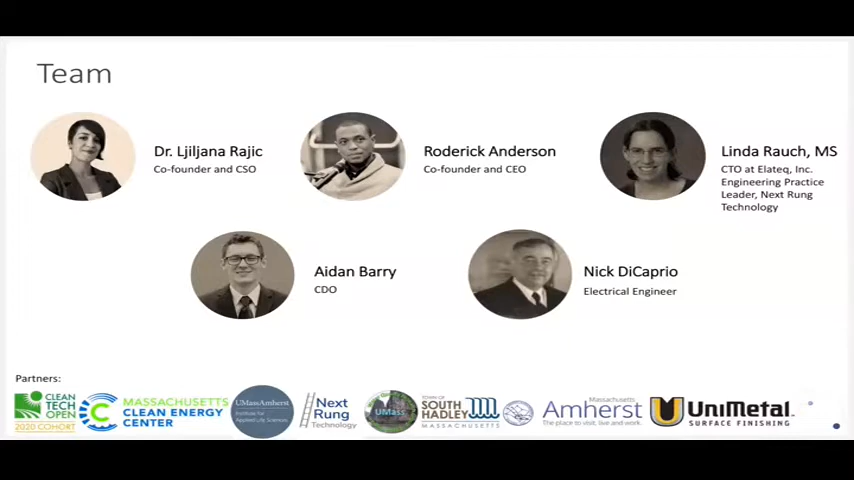 Team
Dr. Ljiljana Rajic
Co-founder and CSO
Roderick Anderson
Co-founder and CEO
Linda Rauch, MS
CTO at Elateq, Inc.
Engineering Practice
Leader, Next Rung
Technology
Aidan Barry
CDO
Nick DiCaprio
Electrical Engineer
Partners:
CLEAN
TECH
OPEN
2020 COHORT
MASSACHUSETTS
CLEAN ENERGY
CENTER
UMassAmherst
Institute for
Applied Life Sciences
Next
Rung
Technology
UMass
TOWN OF
SOUTH
HADLEY
MASSACHUSETTS
Massachusetts
Amherst
The place to visit, live and work.
UNIMETAL
SURFACE FINISHING